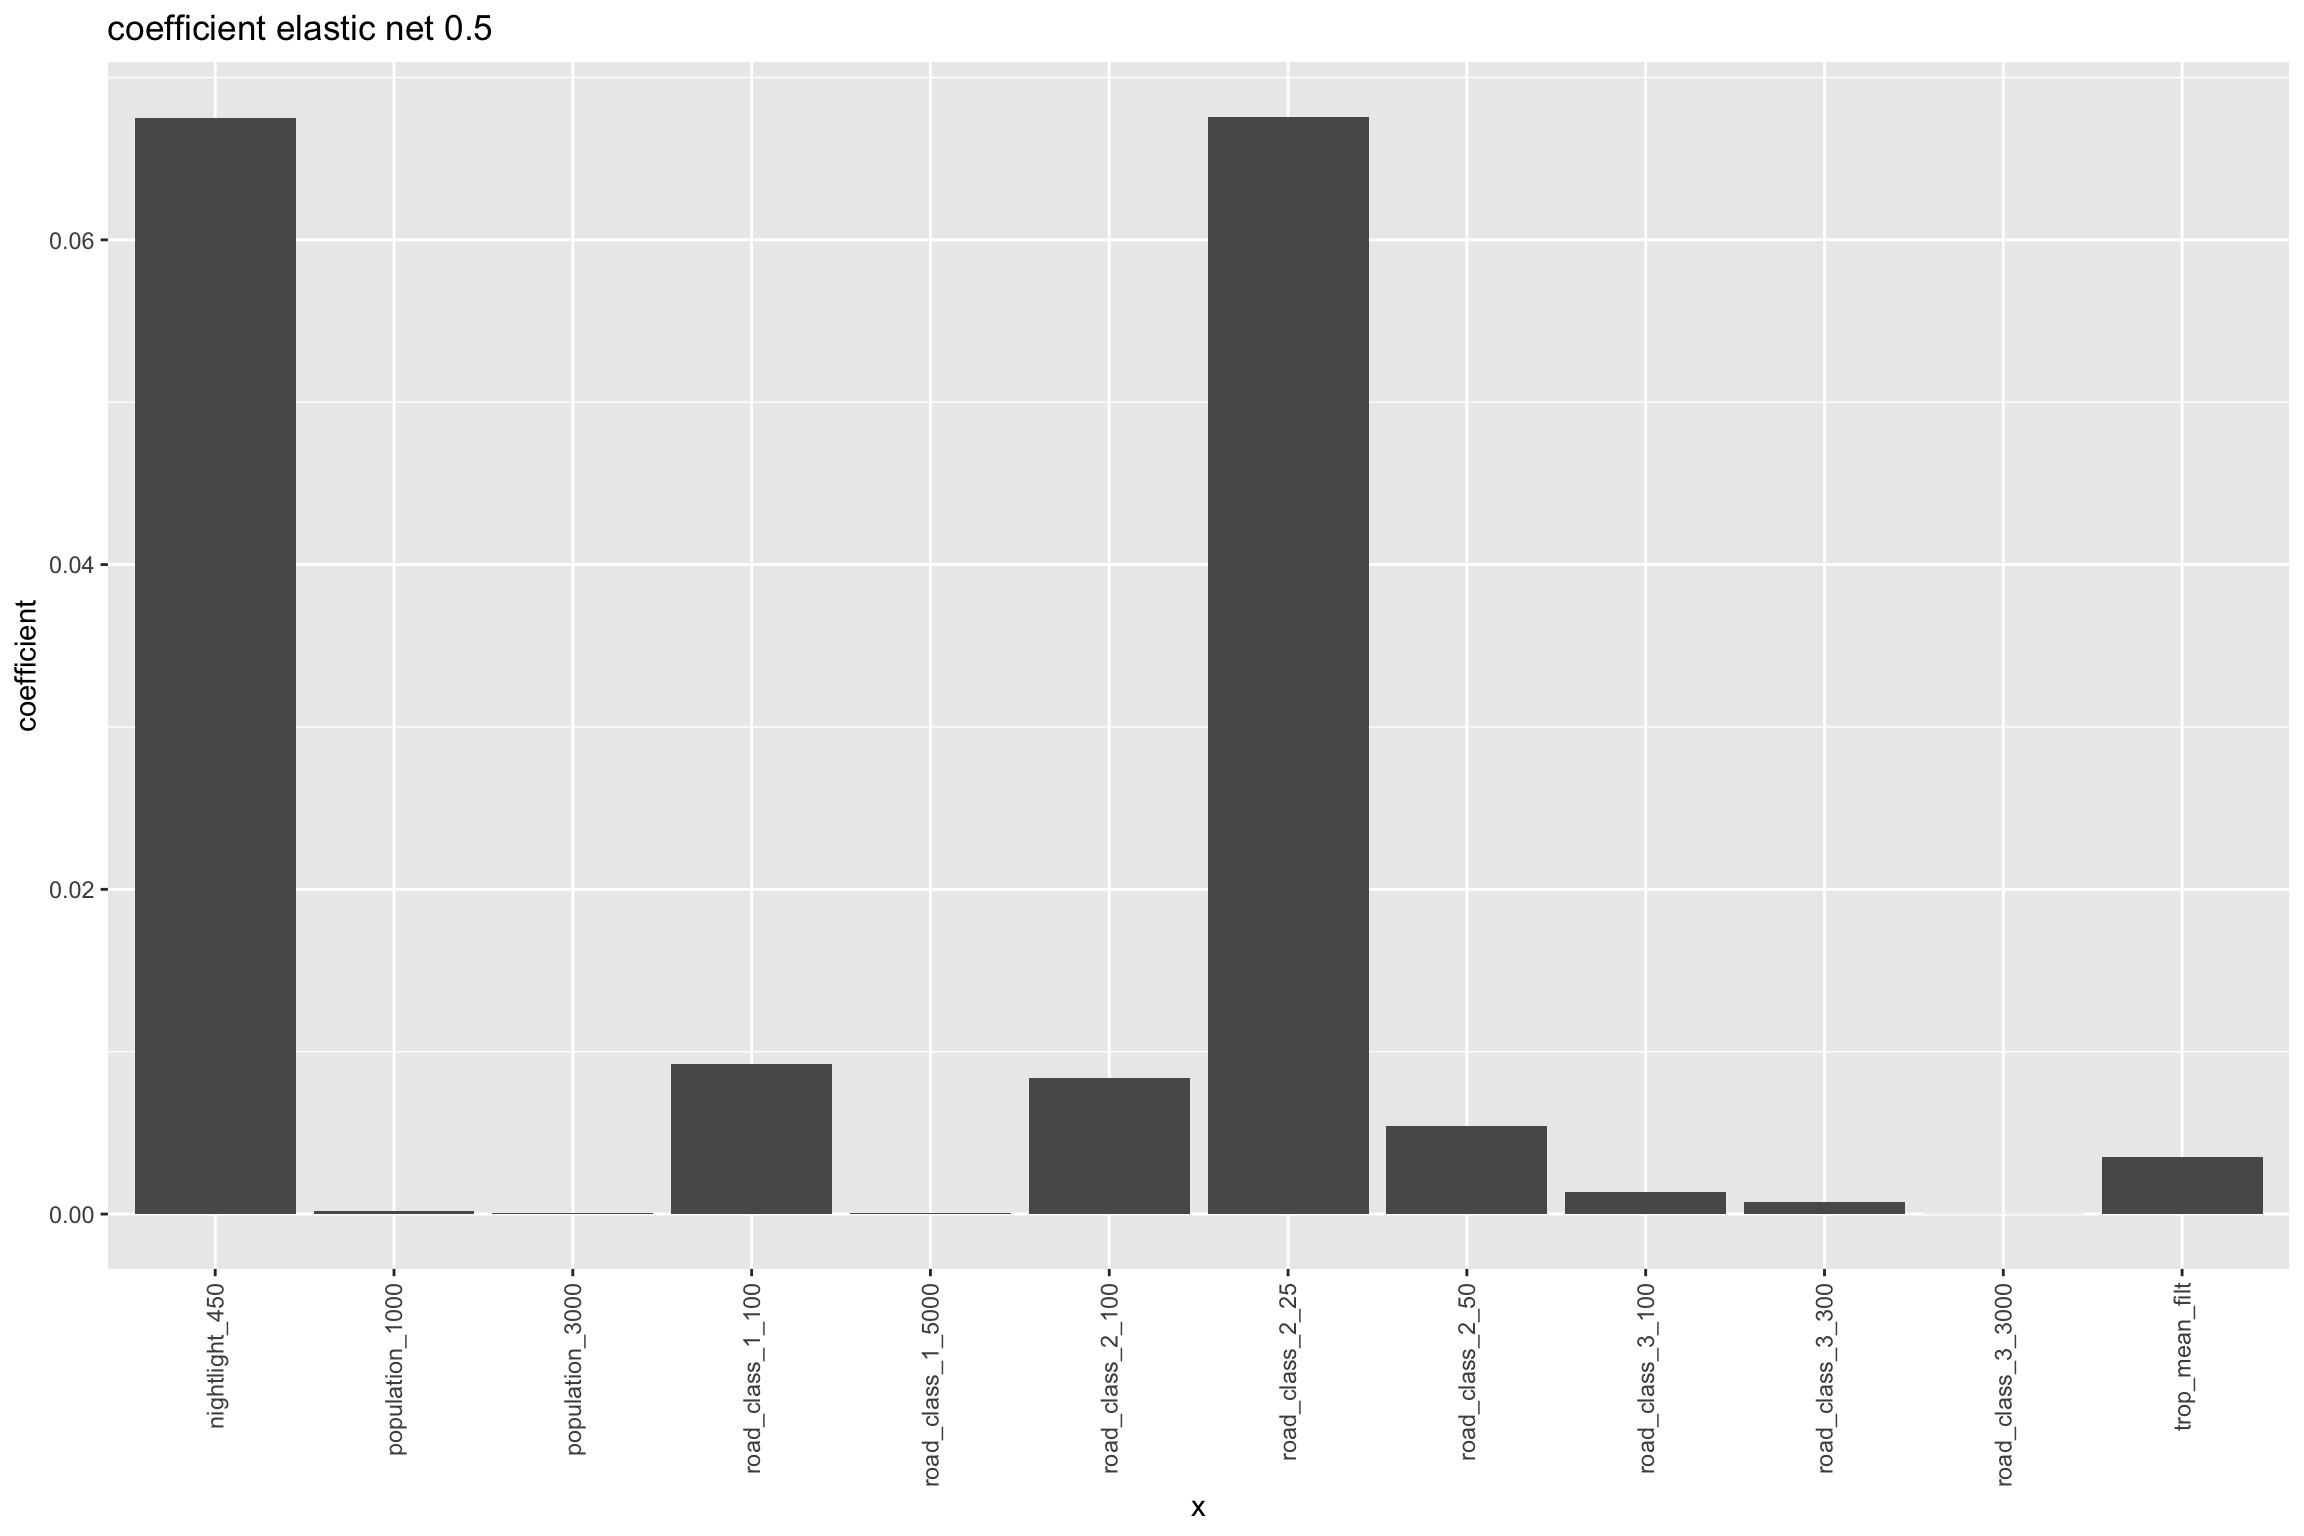 coefficient elastic net 0.5
coefficient
0.06
0.04
0.02
0.00
nightlight_450
population_1000
population_3000
road_class_1_100
road_class_1_5000
road_class_2_100
road_class_2_25
road_class_2_50
road_class_3_100
road_class_3_300
road_class_3_3000
trop_mean_filt
x